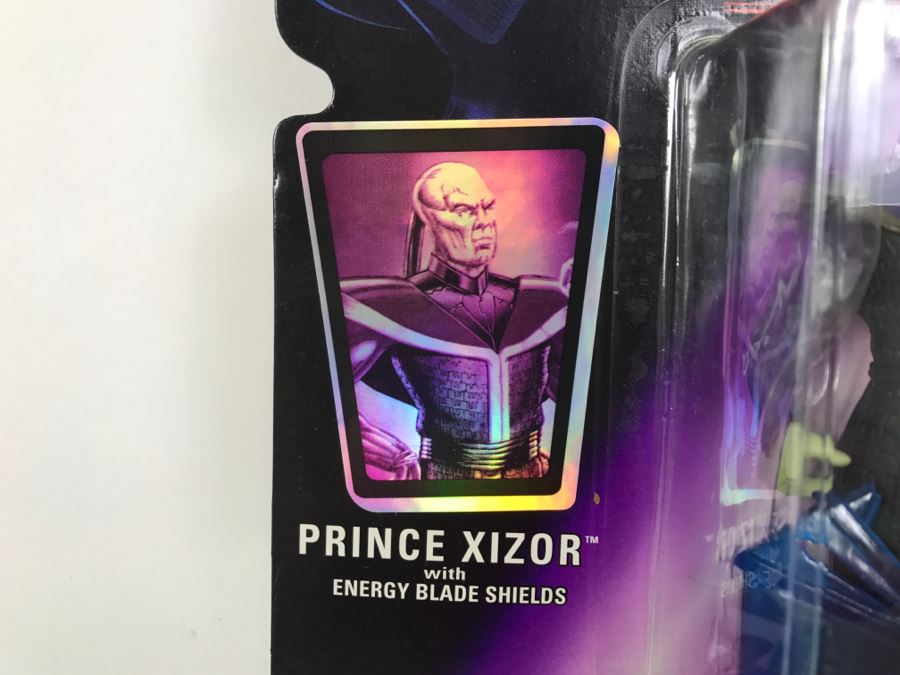 PRINCE XIZOR™
with
ENERGY BLADE SHIELDS